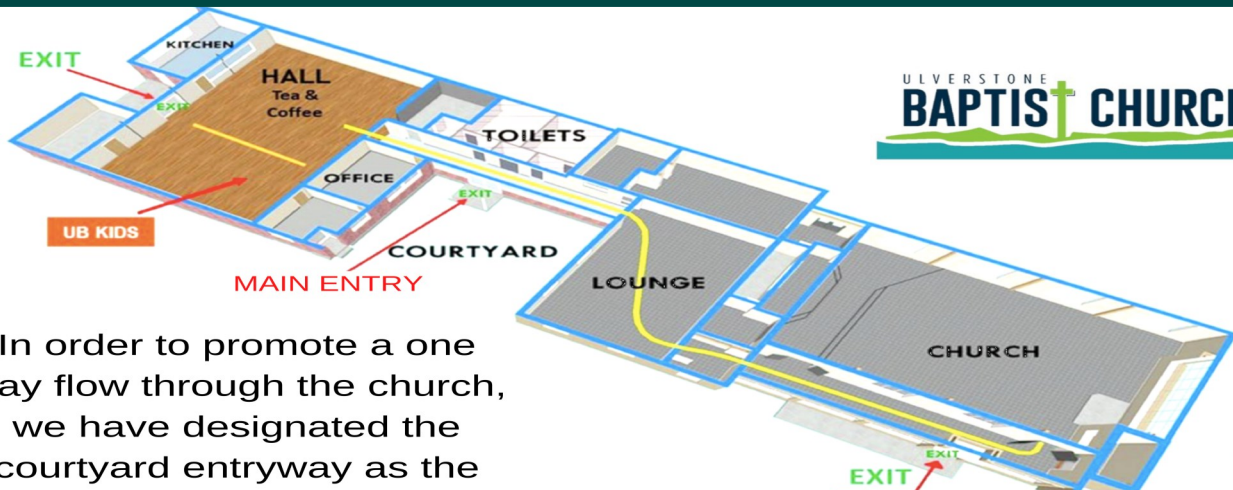 KITCHEN
EXIT
HALL
Tea &
Coffee
EXIT
ULVERSTONE
BAPTIST CHURCH
TOILETS
OFFICE
EXIT
UB KIDS
COURTYARD
MAIN ENTRY
LOUNGE
In order to promote a one
ay flow through the church,
we have designated the
courtyard entryway as the
CHURCH
EXIT
EXIT